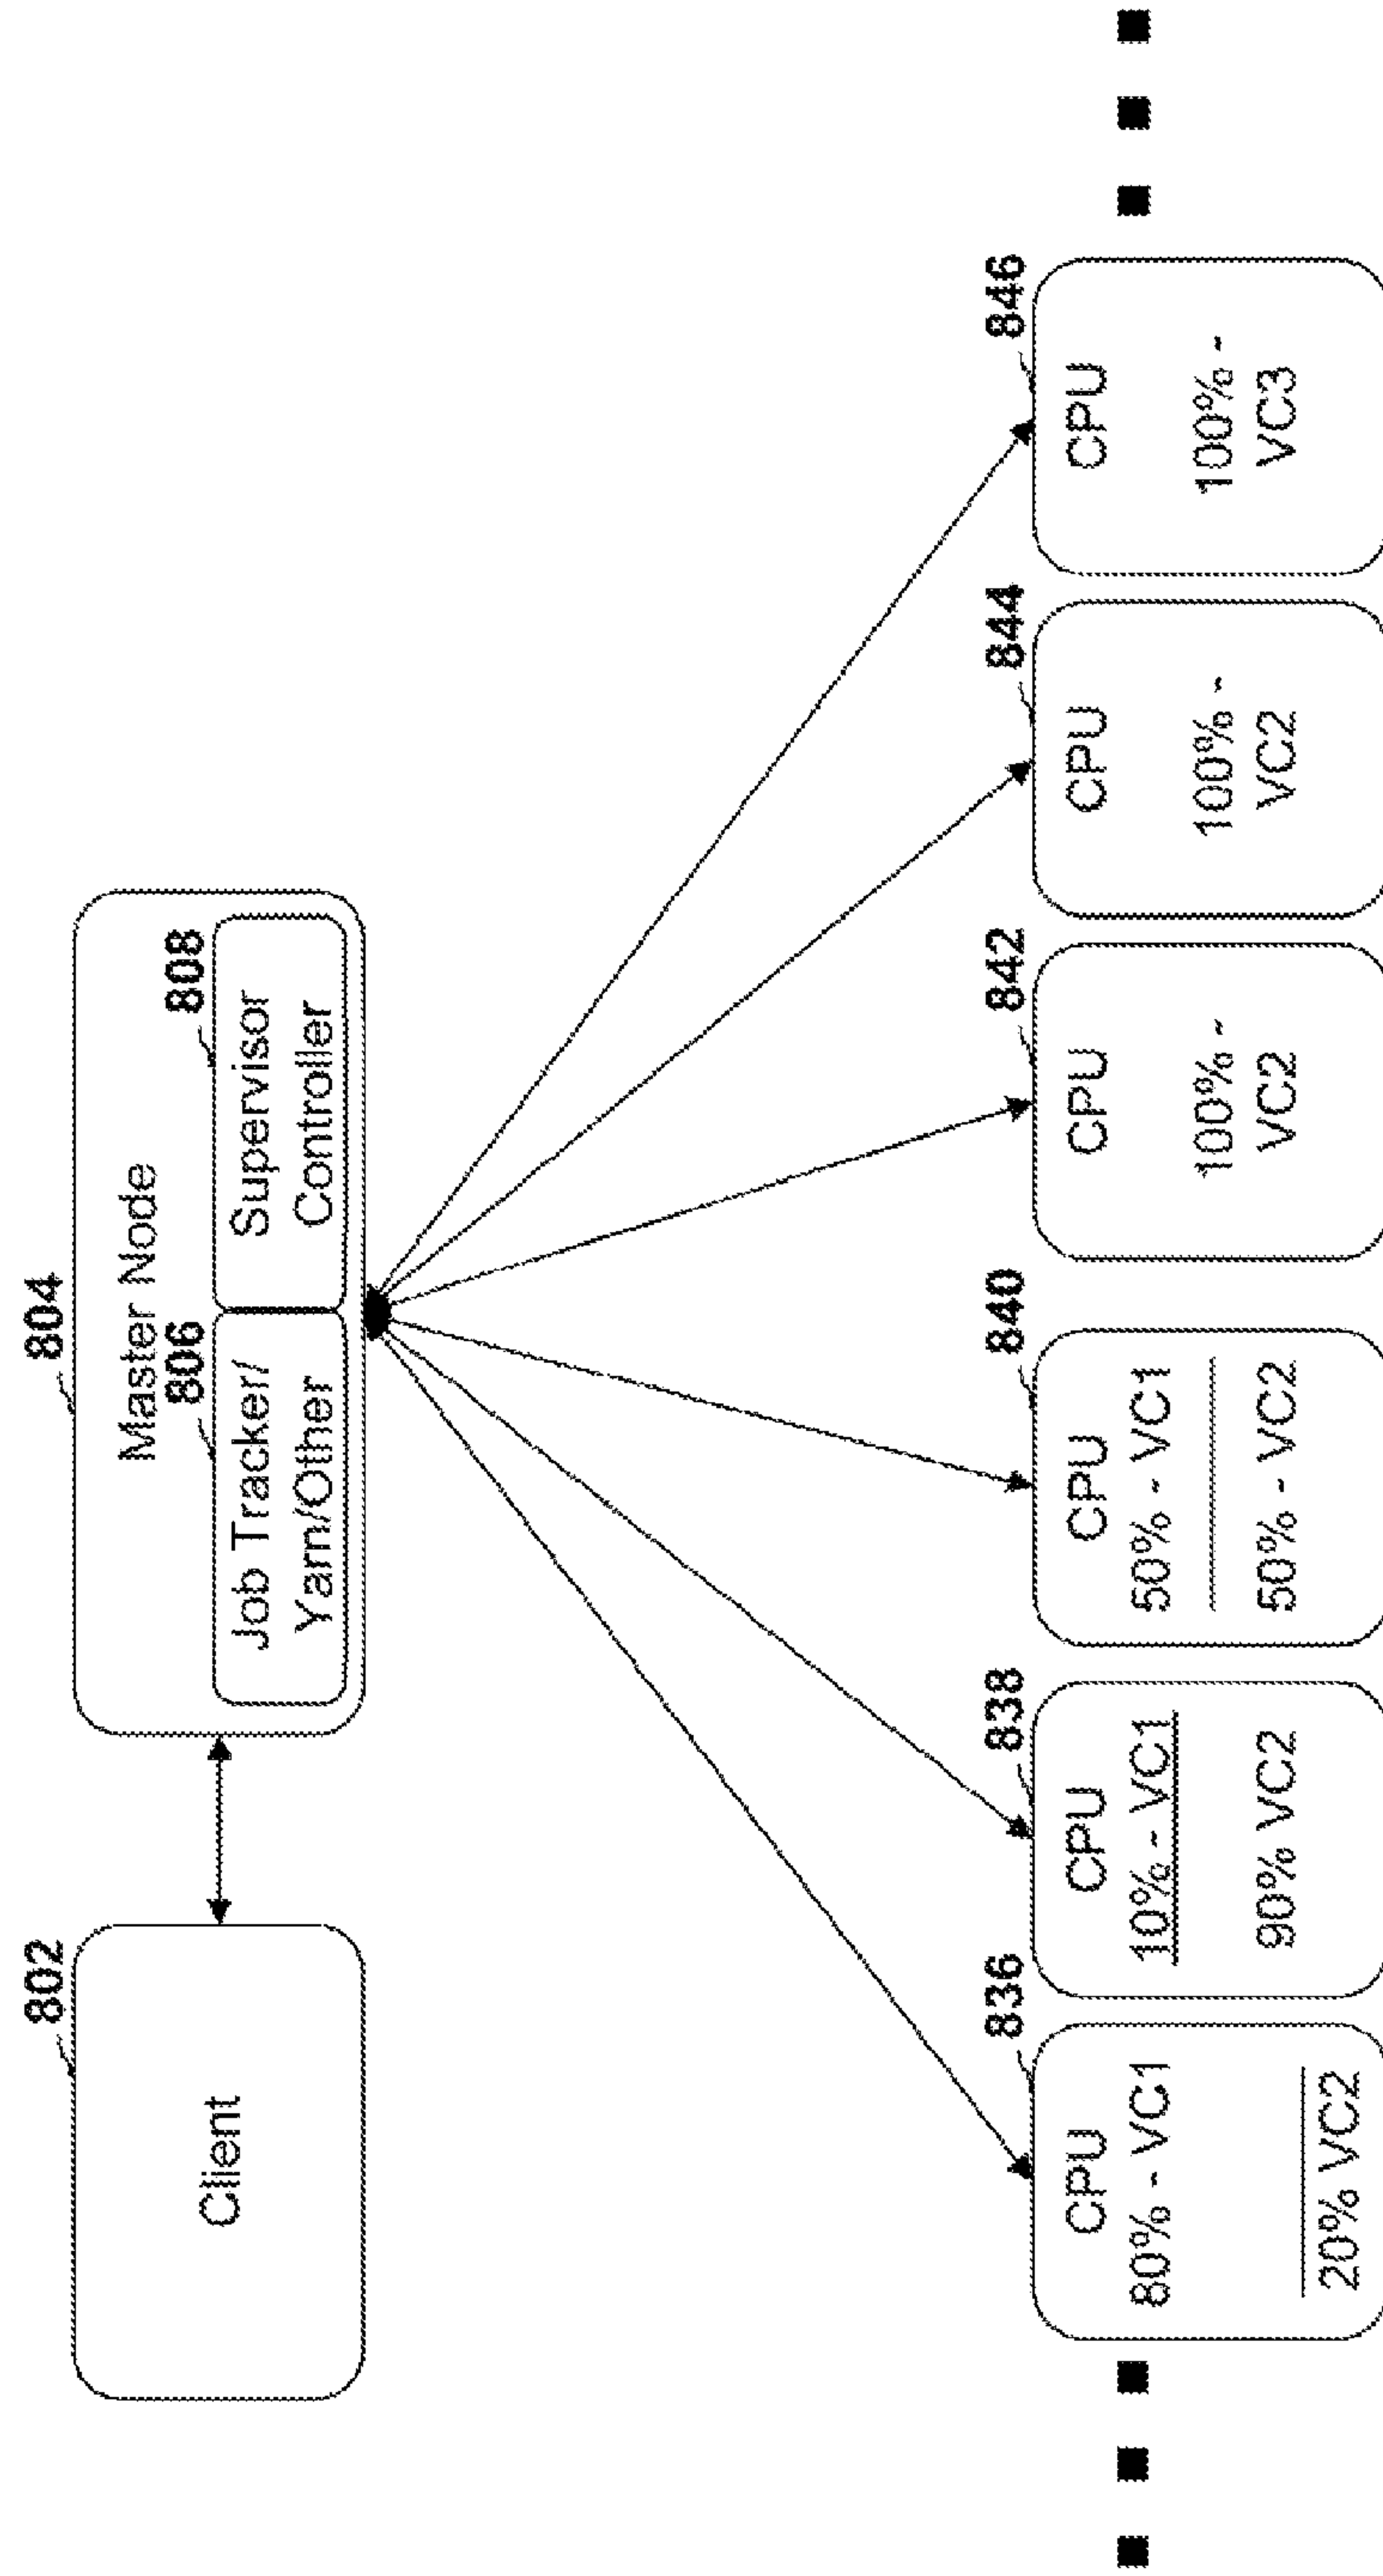 802
Client
804
Master Node
806
Job Tracker/
Yarn/Other
808
Supervisor
Controller
836
CPU
80% - VC1
20% VC2
838
CPU
10% - VC1
90% VC2
840
CPU
50% - VC1
50% - VC2
842
CPU
100% -
VC2
844
CPU
100% -
VC2
846
CPU
100% -
VC3